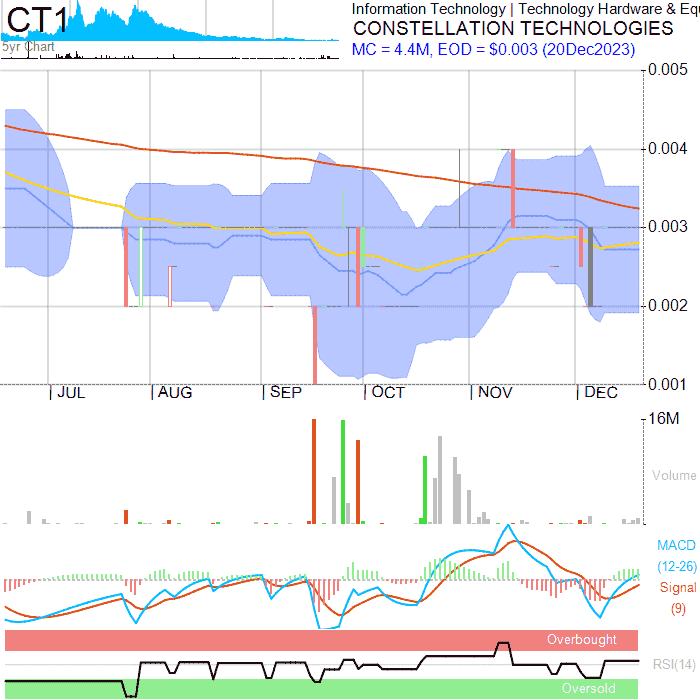 CT1
5yr Chart
Information Technology | Technology Hardware & Equ
CONSTELLATION TECHNOLOGIES
MC = 4.4M, EOD = $0.003 (20Dec2023)
0.005
0.004
0.003
0.002
0.001
JUL AUG SEP OCT NOV DEC
16M
Volume
MACD
(12-26)
Signal
(9)
Overbought
RSI(14)
Oversold